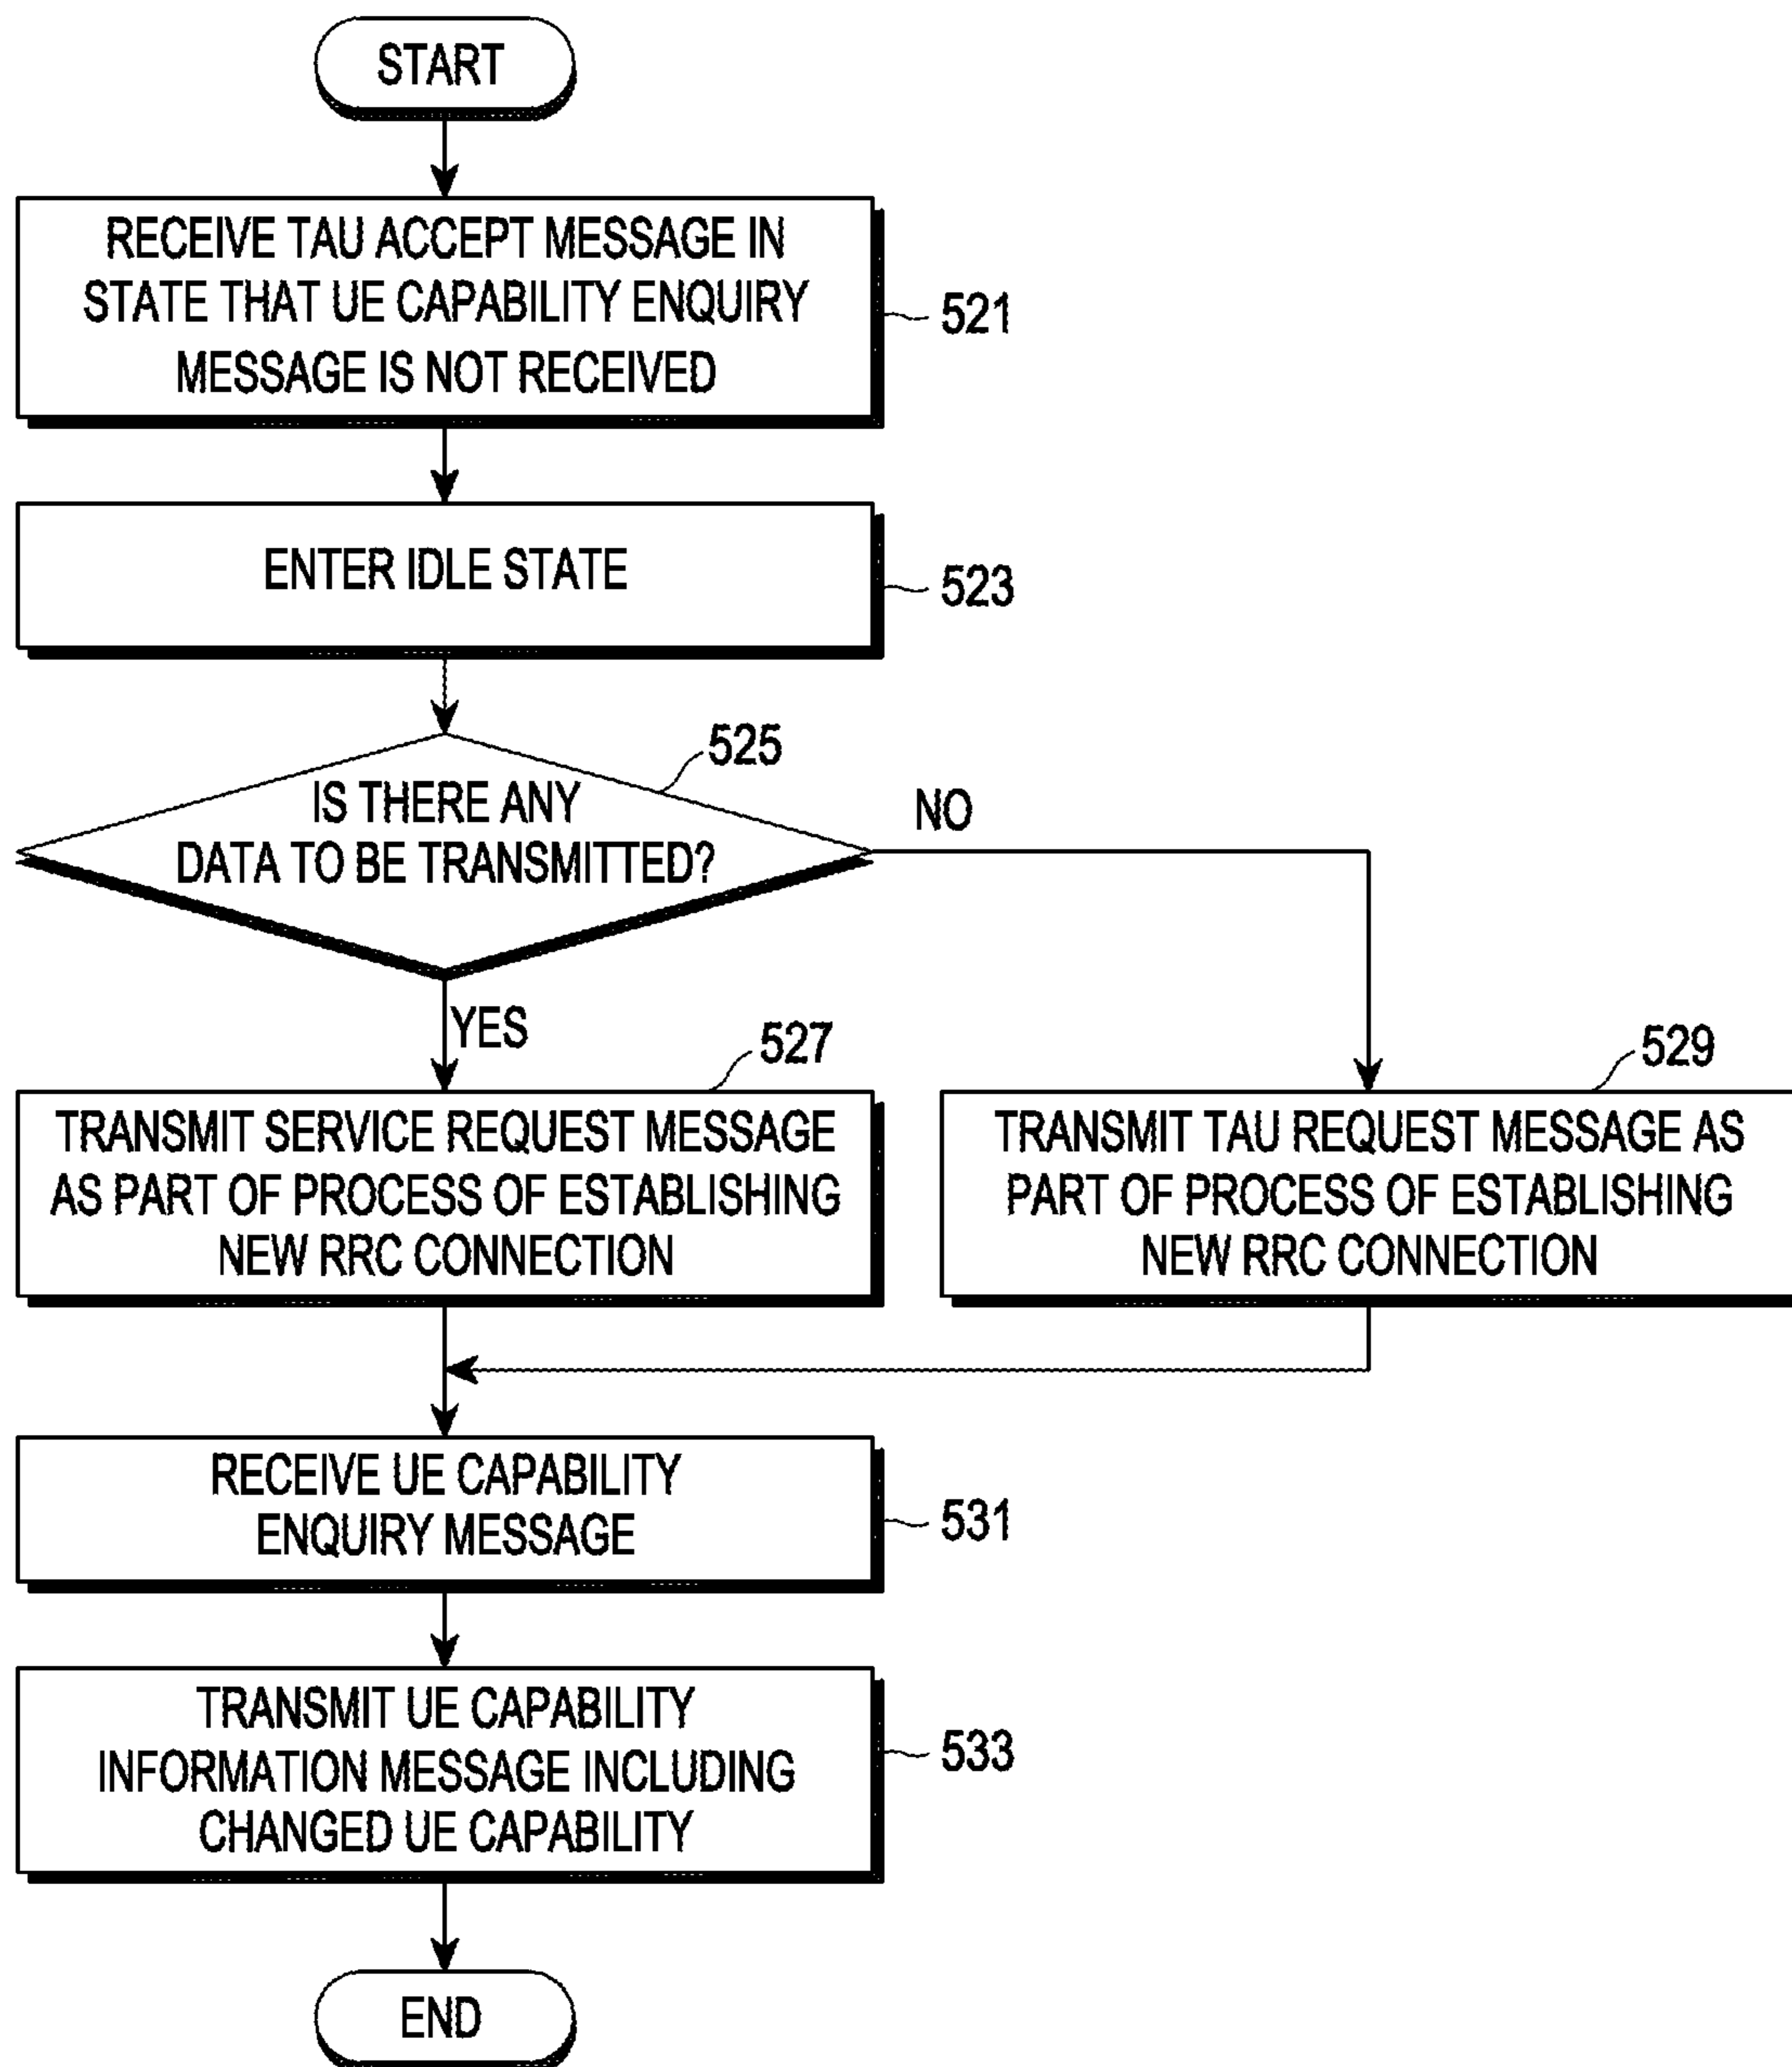 START
RECEIVE TAU ACCEPT MESSAGE IN
STATE THAT UE CAPABILITY ENQUIRY
MESSAGE IS NOT RECEIVED
521
ENTER IDLE STATE
523
525
IS THERE ANY
DATA TO BE TRANSMITTED?
NO
YES
527
TRANSMIT SERVICE REQUEST MESSAGE
AS PART OF PROCESS OF ESTABLISHING
NEW RRC CONNECTION
529
TRANSMIT TAU REQUEST MESSAGE AS
PART OF PROCESS OF ESTABLISHING
NEW RRC CONNECTION
RECEIVE UE CAPABILITY
ENQUIRY MESSAGE
531
TRANSMIT UE CAPABILITY
INFORMATION MESSAGE INCLUDING
CHANGED UE CAPABILITY
533
END